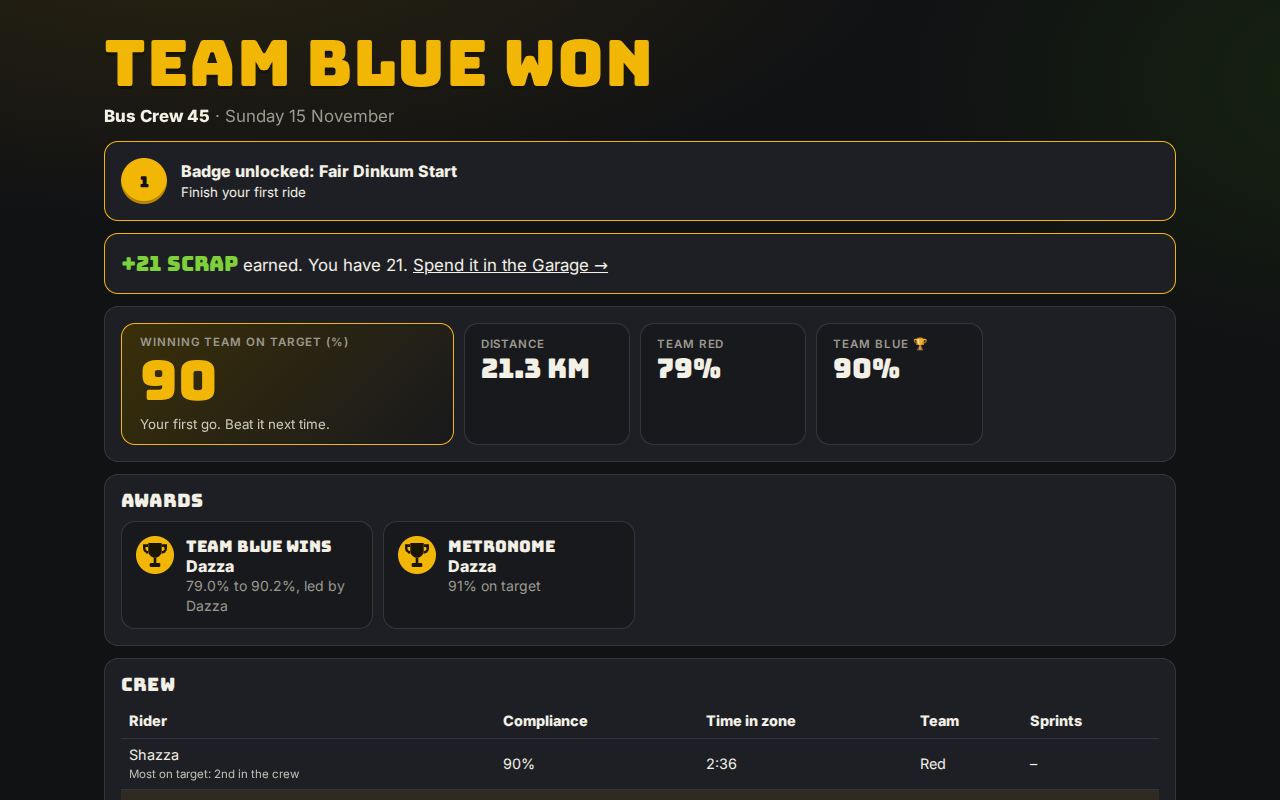 TEAM BLUE WON
Bus Crew 45 · Sunday 15 November
1
Badge unlocked: Fair Dinkum Start
Finish your first ride
+21 SCRAP earned. You have 21. Spend it in the Garage →
WINNING TEAM ON TARGET (%)
90
Your first go. Beat it next time.
DISTANCE
21.3 KM
TEAM RED
79%
TEAM BLUE 🏆
90%
AWARDS
TEAM BLUE WINS
Dazza
79.0% to 90.2%, led by
Dazza
METRONOME
Dazza
91% on target
CREW
Rider Compliance Time in zone Team Sprints
Shazza
Most on target: 2nd in the crew
90% 2:36 Red –